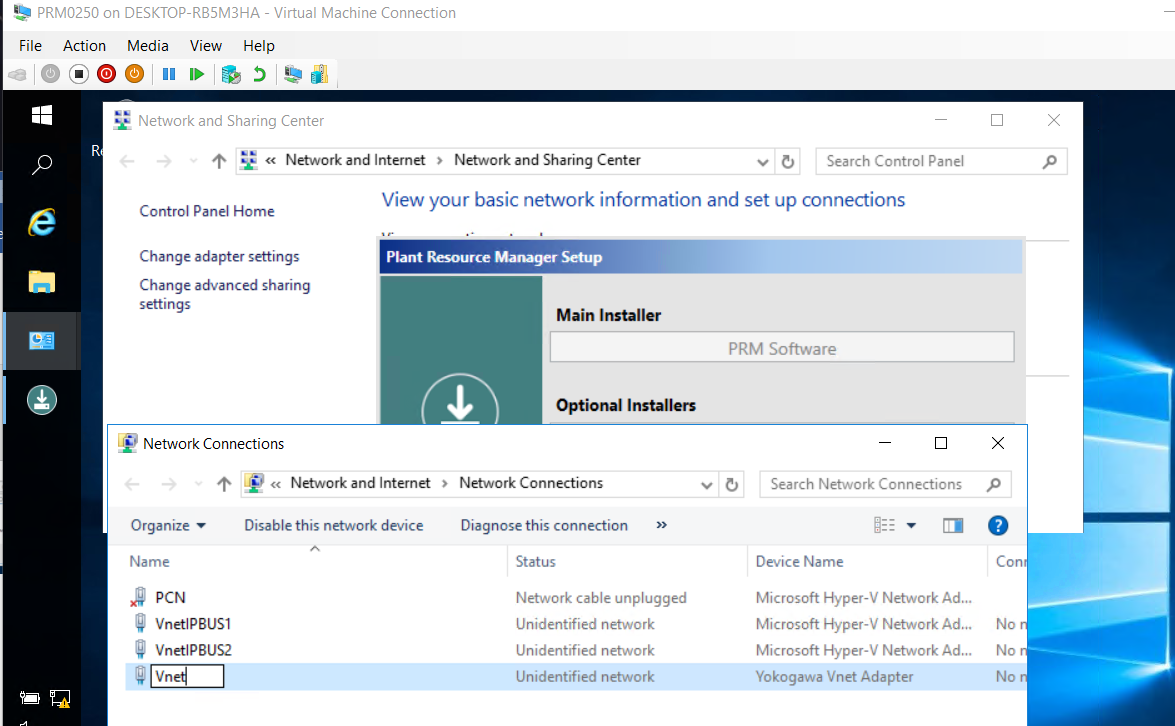 PRM0250 on DESKTOP-RB5M3HA - Virtual Machine Connection
File Action Media View Help
Network and Sharing Center
« Network and Internet › Network and Sharing Center
Search Control Panel
View your basic network information and set up connections
Control Panel Home
Change adapter settings
Change advanced sharing
settings
Plant Resource Manager Setup
Main Installer
PRM Software
Optional Installers
Network Connections
« Network and Internet › Network Connections
Search Network Connections
Organize Disable this network device Diagnose this connection »
Name Status Device Name
PCN Network cable unplugged Microsoft Hyper-V Network Ad...
VnetIPBUS1 Unidentified network Microsoft Hyper-V Network Ad...
VnetIPBUS2 Unidentified network Microsoft Hyper-V Network Ad...
Vnet Unidentified network Yokogawa Vnet Adapter